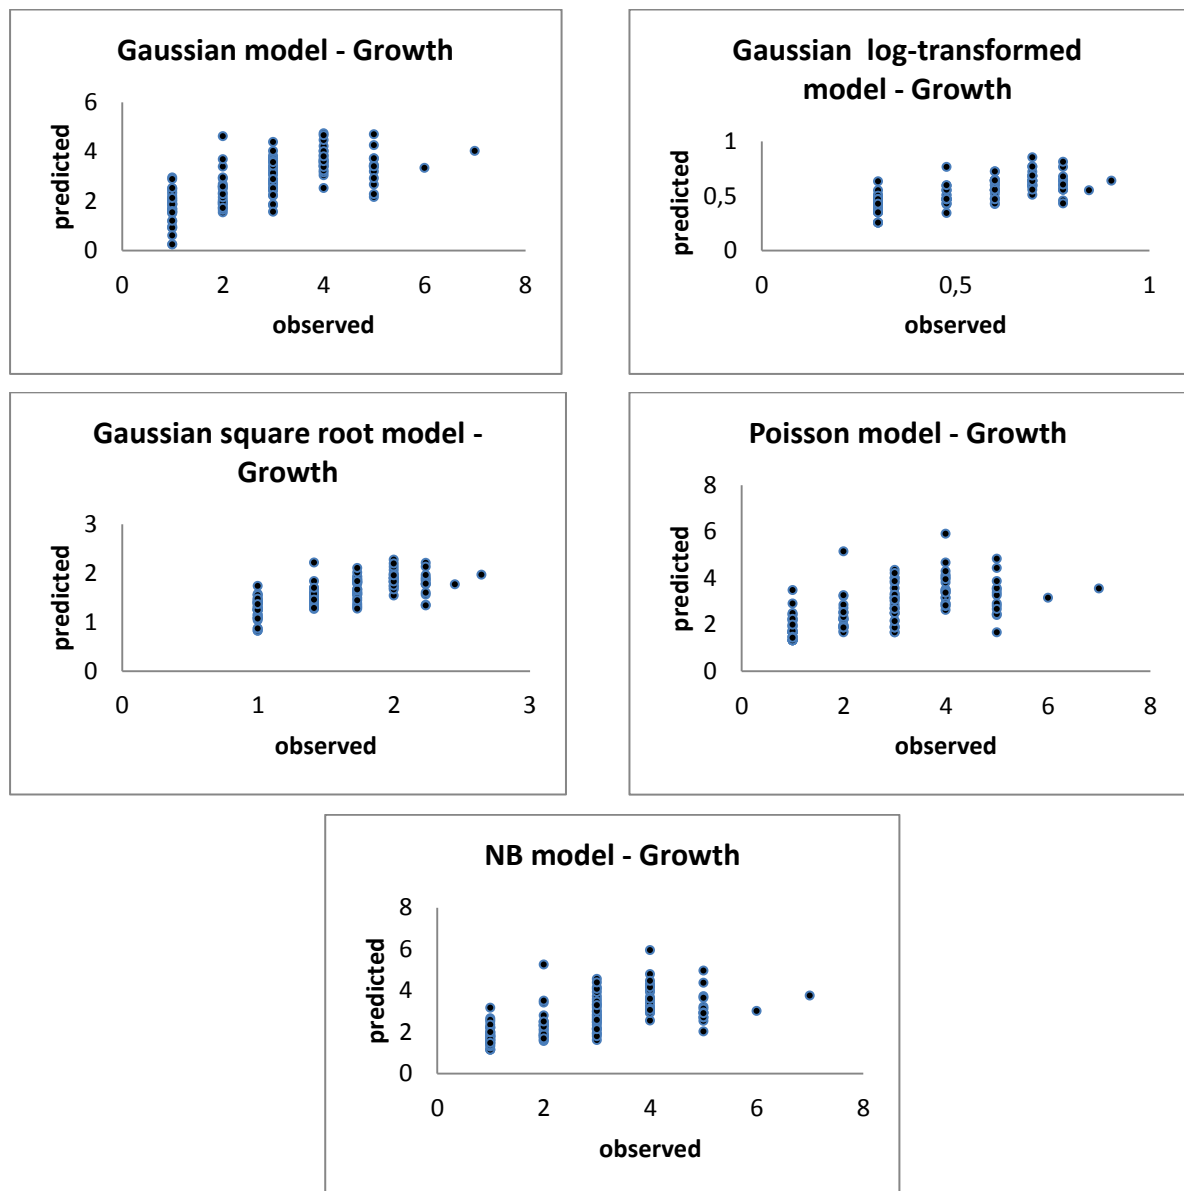 Gaussian model - Growth
6
4
2
0
predicted
0 2 4 6 8
observed
Gaussian log-transformed
model - Growth
1
0,5
0
predicted
0 0,5 1
observed
Gaussian square root model -
Growth
3
2
1
0
predicted
0 1 2 3
observed
Poisson model - Growth
8
6
4
2
0
predicted
0 2 4 6 8
observed
NB model - Growth
8
6
4
2
0
predicted
0 2 4 6 8
observed